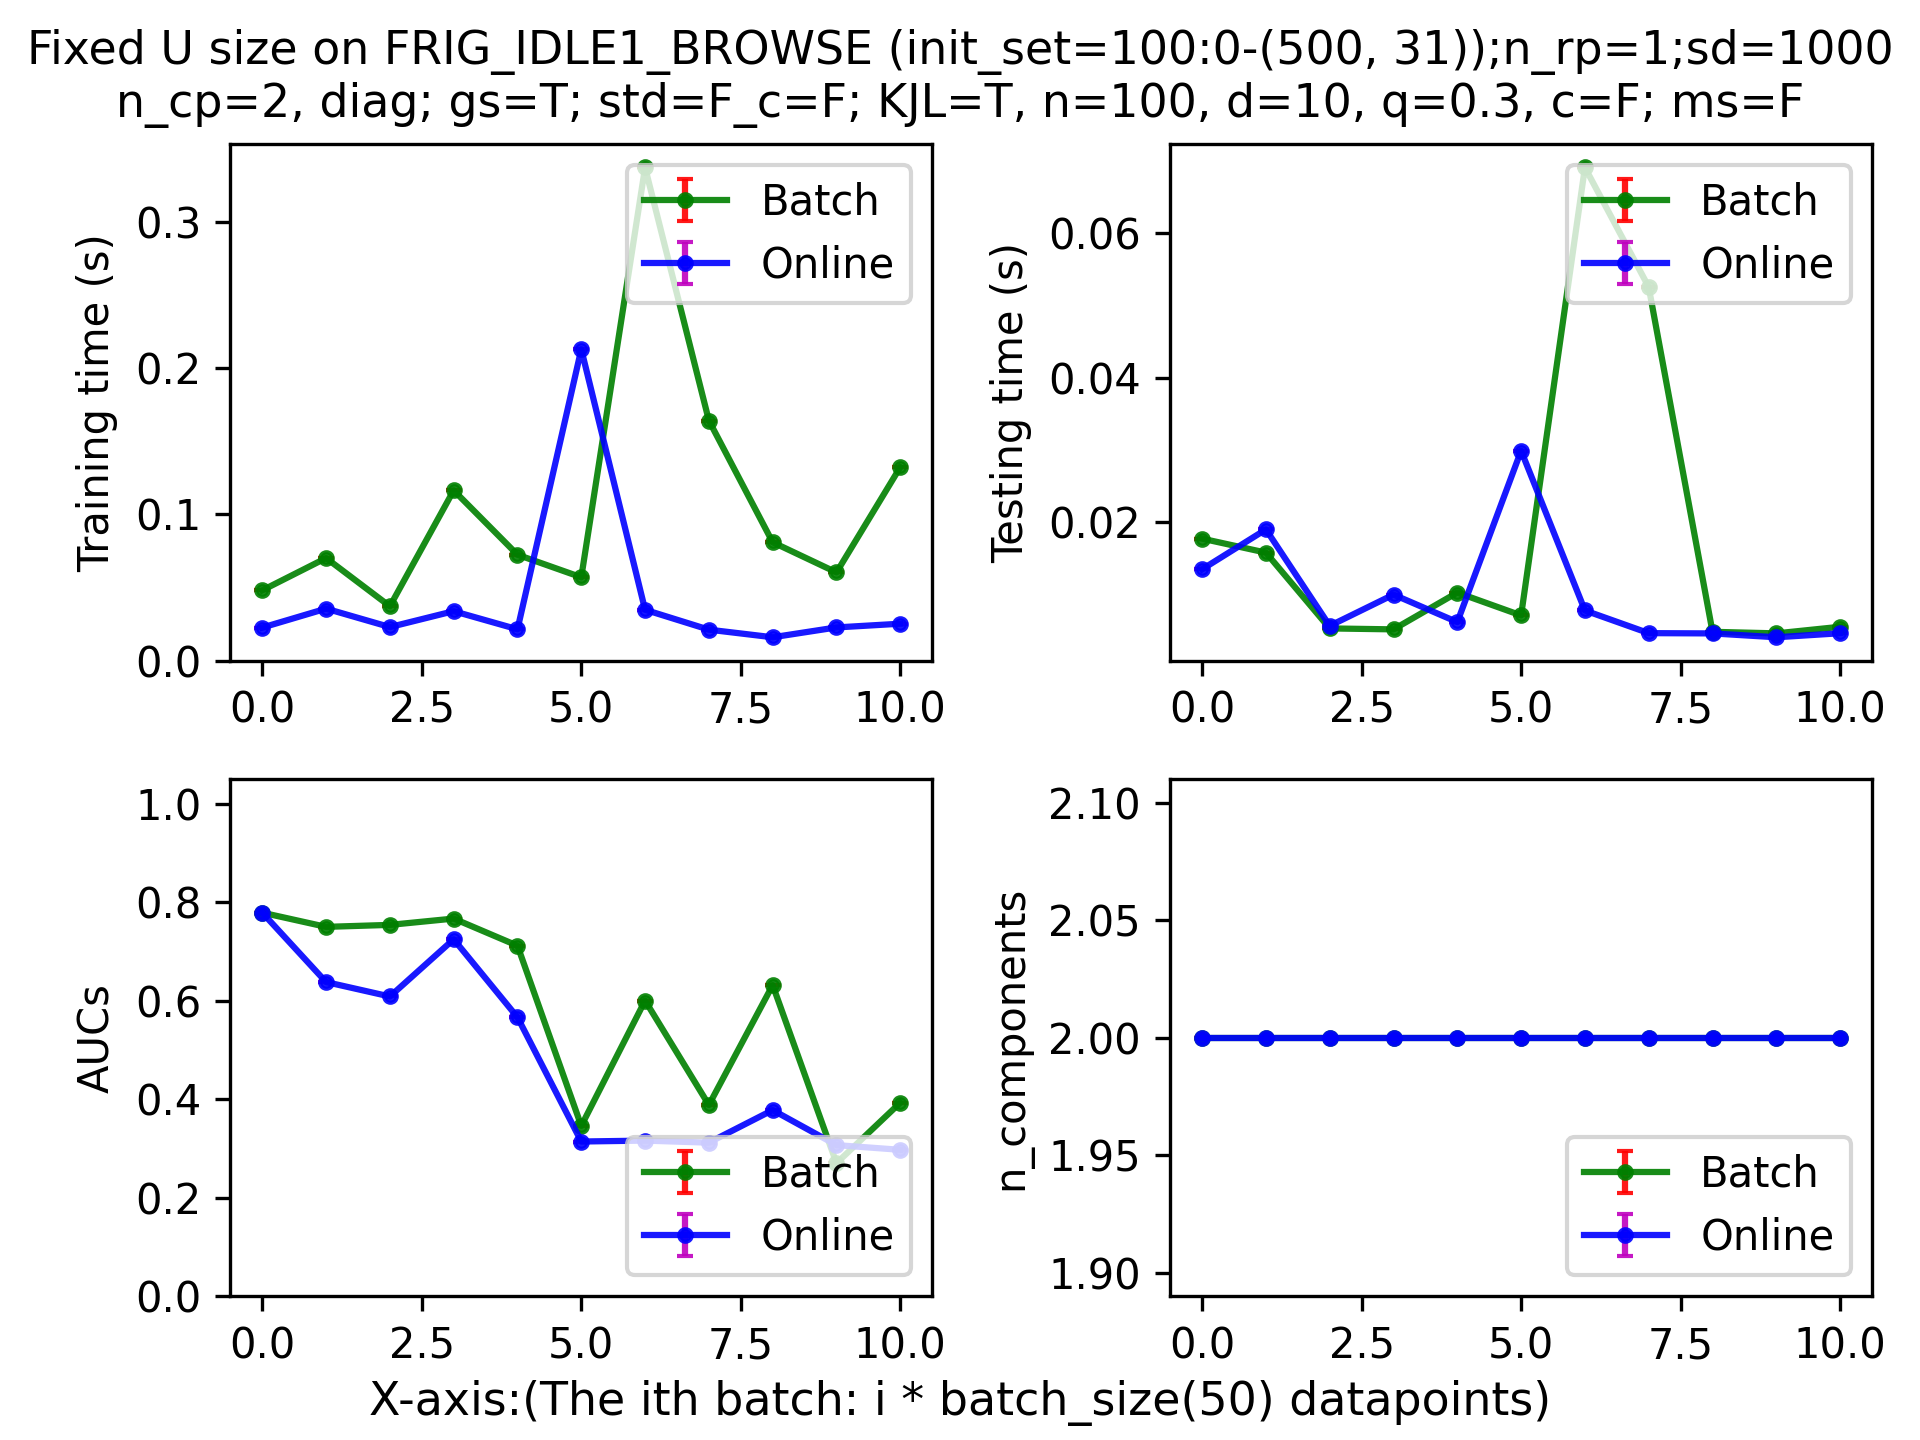 Fixed U size on FRIG_IDLE1_BROWSE (init_set=100:0-(500, 31));n_rp=1;sd=1000
n_cp=2, diag; gs=T; std=F_c=F; KJL=T, n=100, d=10, q=0.3, c=F; ms=F
Training time (s)
0.3
0.2
0.1
0.0
0.0 2.5 5.0 7.5 10.0
Batch
Online
Testing time (s)
0.06
0.04
0.02
0.0 2.5 5.0 7.5 10.0
Batch
Online
AUCs
1.0
0.8
0.6
0.4
0.2
0.0
0.0 2.5 5.0 7.5 10.0
Batch
Online
n_components
2.10
2.05
2.00
1.95
1.90
0.0 2.5 5.0 7.5 10.0
Batch
Online
X-axis:(The ith batch: i * batch_size(50) datapoints)